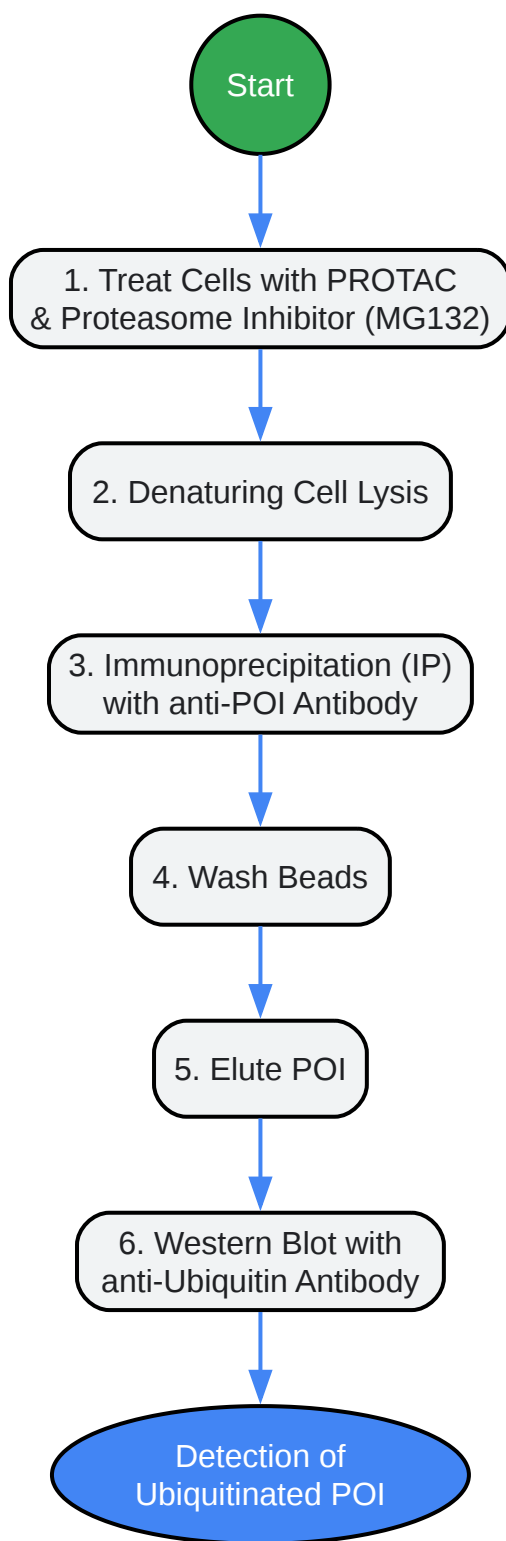 Start
1. Treat Cells with PROTAC
& Proteasome Inhibitor (MG132)
2. Denaturing Cell Lysis
3. Immunoprecipitation (IP)
with anti-POI Antibody
4. Wash Beads
5. Elute POI
6. Western Blot with
anti-Ubiquitin Antibody
Detection of
Ubiquitinated POI